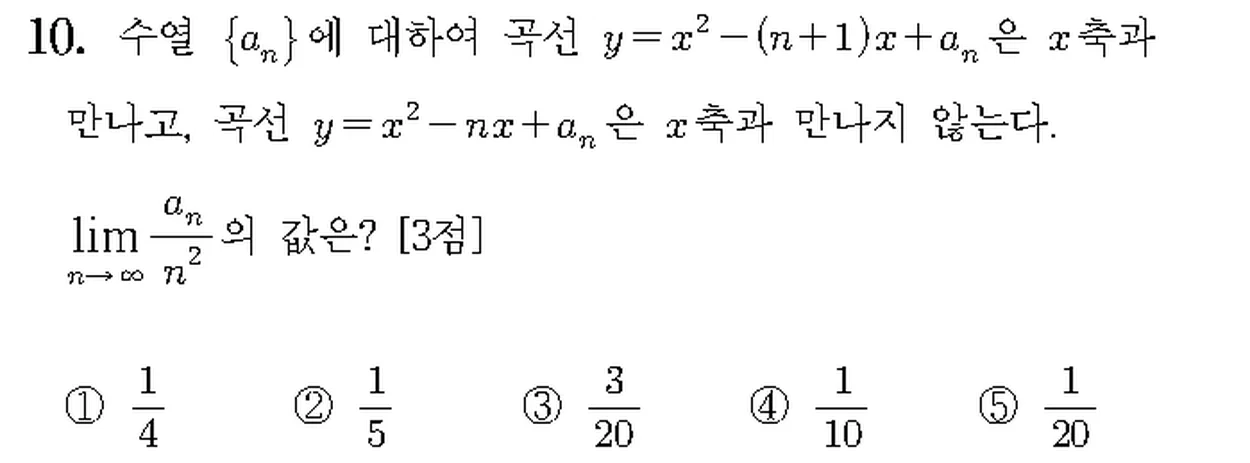 10. 수열 {aₙ}에 대하여 곡선 y=x²-(n+1)x+aₙ은 x축과
만나고, 곡선 y=x²-nx+aₙ은 x축과 만나지 않는다.
lim_{n→∞} aₙ/n² 의 값은? [3점]
① 1/4 ② 1/5 ③ 3/20 ④ 1/10 ⑤ 1/20